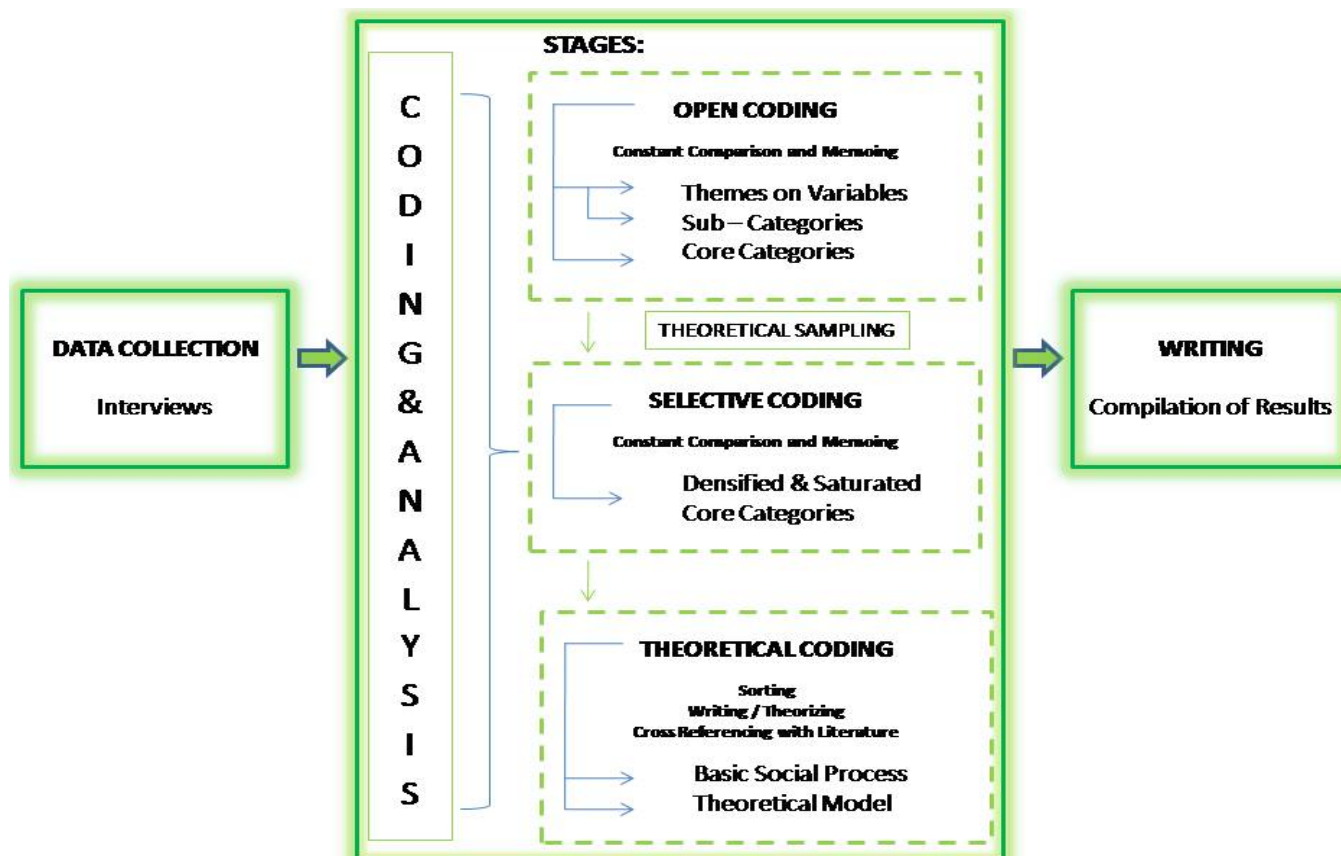 DATA COLLECTION
Interviews
CODING&ANALYSIS
STAGES:
OPEN CODING
Constant Comparison and Memoing
Themes on Variables
Sub – Categories
Core Categories
THEORETICAL SAMPLING
SELECTIVE CODING
Constant Comparison and Memoing
Densified & Saturated
Core Categories
THEORETICAL CODING
Sorting
Writing / Theorizing
Cross Referencing with Literature
Basic Social Process
Theoretical Model
WRITING
Compilation of Results